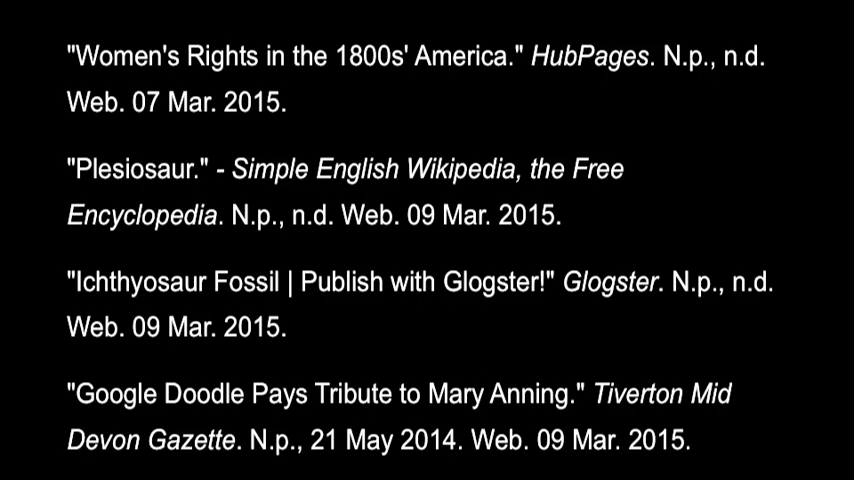 "Women's Rights in the 1800s' America." HubPages. N.p., n.d.
Web. 07 Mar. 2015.
"Plesiosaur." - Simple English Wikipedia, the Free
Encyclopedia. N.p., n.d. Web. 09 Mar. 2015.
"Ichthyosaur Fossil | Publish with Glogster!" Glogster. N.p., n.d.
Web. 09 Mar. 2015.
"Google Doodle Pays Tribute to Mary Anning." Tiverton Mid
Devon Gazette. N.p., 21 May 2014. Web. 09 Mar. 2015.